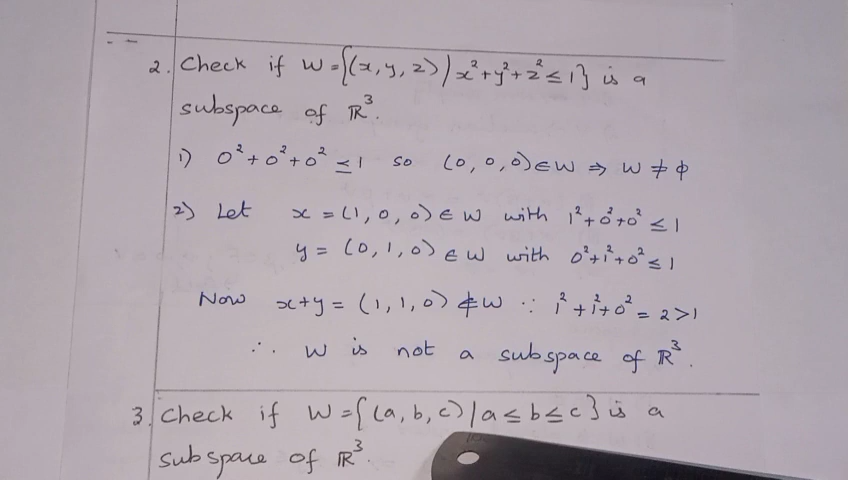 2. Check if W = {(x, y, z) / x² + y² + z² ≤ 1} is a
subspace of ℝ³.
1) 0² + 0² + 0² ≤ 1 so (0, 0, 0) ∈ W ⇒ W ≠ ϕ
2) Let x = (1, 0, 0) ∈ W with 1² + 0² + 0² ≤ 1
y = (0, 1, 0) ∈ W with 0² + 1² + 0² ≤ 1
Now x + y = (1, 1, 0) ∉ W ∵ 1² + 1² + 0² = 2 > 1
∴ W is not a subspace of ℝ³.
3. Check if W = {(a, b, c) / a ≤ b ≤ c} is a
subspace of ℝ³.